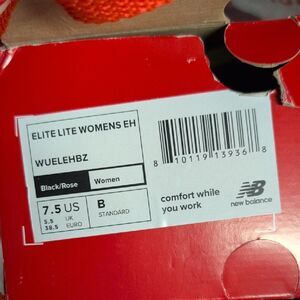 ELITE LITE WOMENS EH
WUELEHBZ
Black/Rose Women
7.5 US
5.5 UK
38.5 EURO
B
STANDARD
8 10119 13936 8
comfort while
you work
NB
new balance